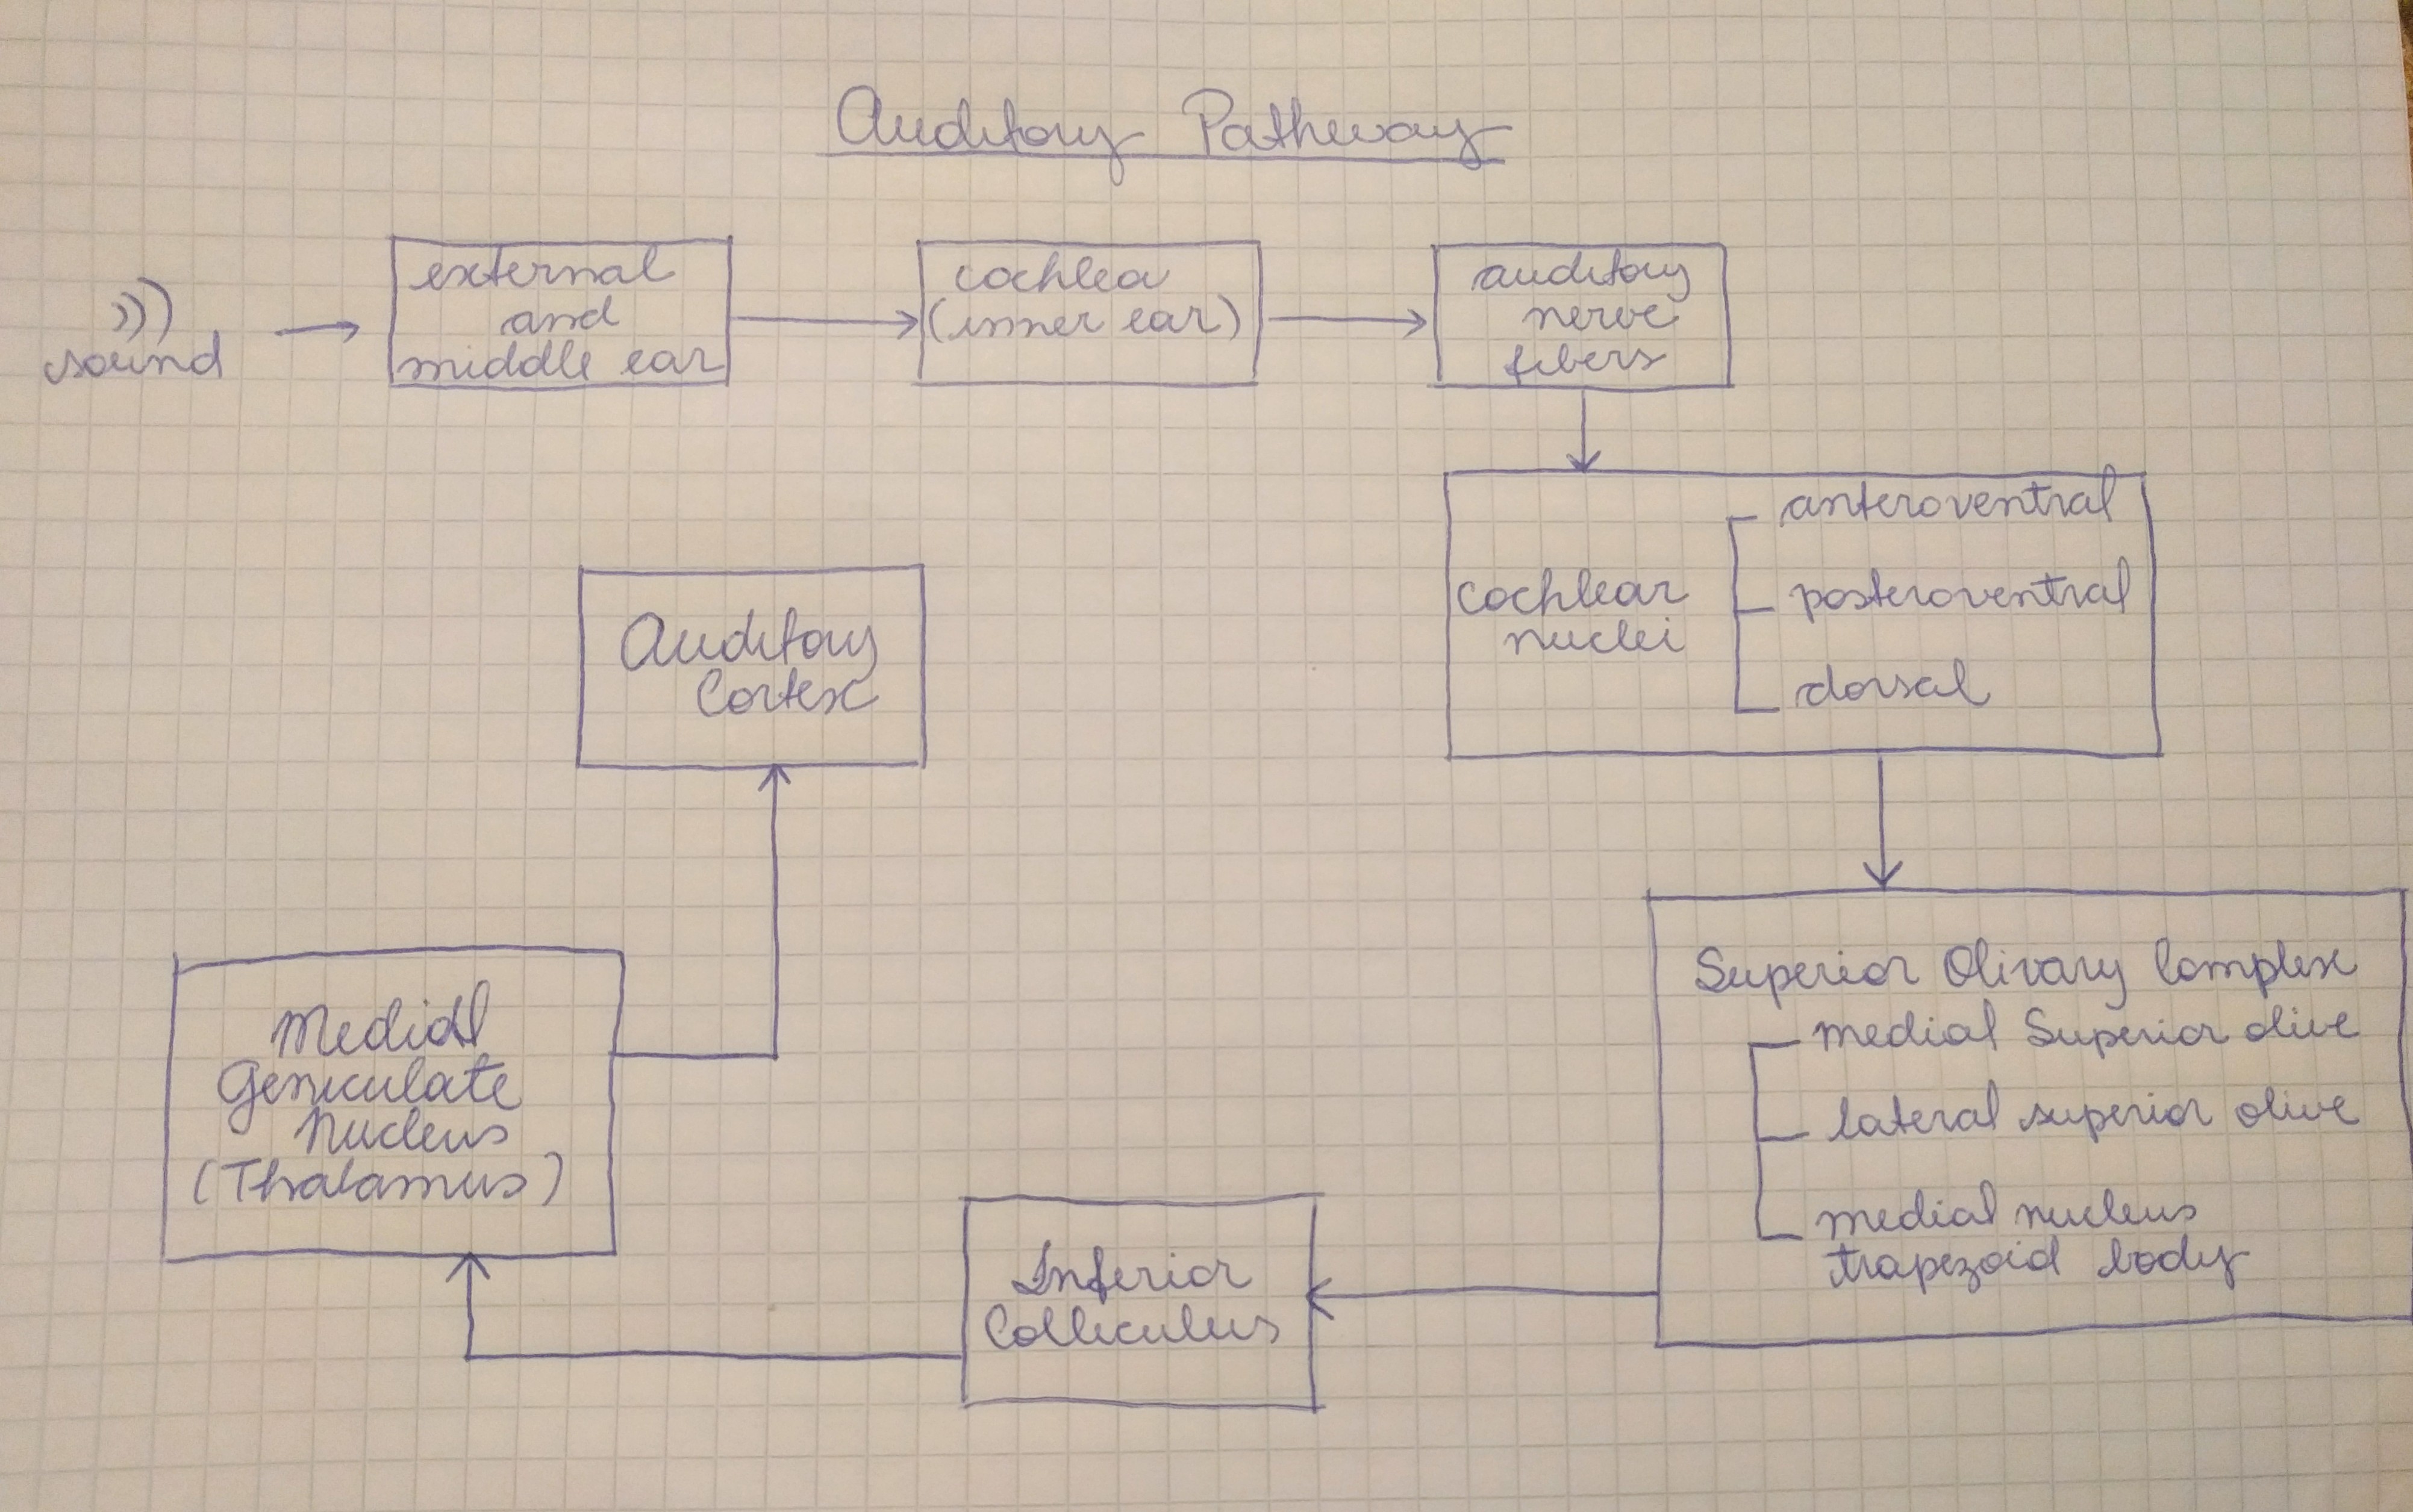 Auditory Pathway
sound
external
and
middle ear
cochlea
(inner ear)
auditory
nerve
fibers
cochlear
nuclei
anteroventral
posteroventral
dorsal
Superior Olivary Complex
medial Superior olive
lateral superior olive
medial nucleus
trapezoid body
Inferior
Colliculus
Medial
Geniculate
Nucleus
(Thalamus)
Auditory
Cortex